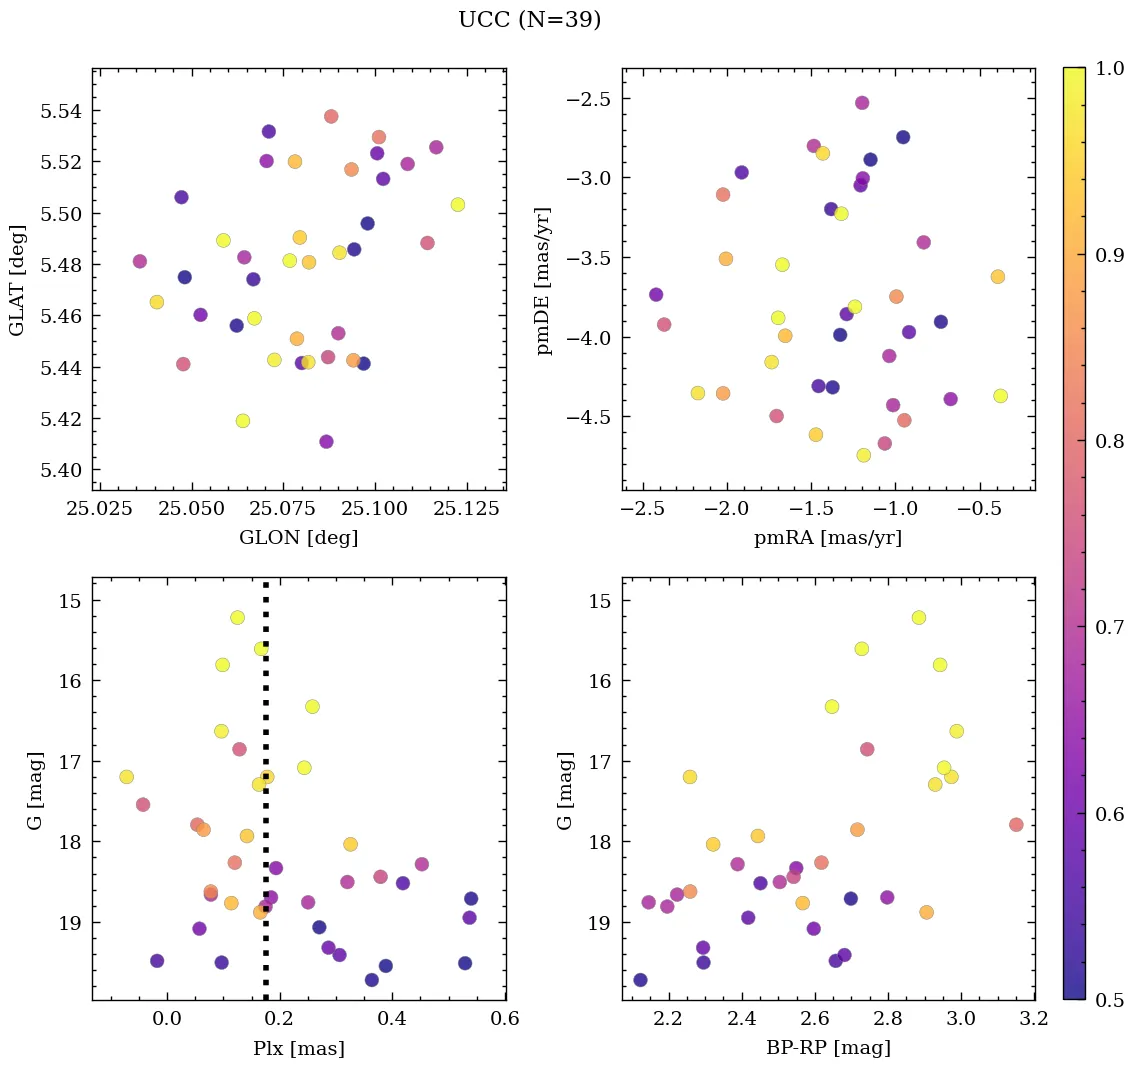 UCC (N=39)
5.54
5.52
5.50
5.48
5.46
5.44
5.42
5.40
GLAT [deg]
25.025 25.050 25.075 25.100 25.125
GLON [deg]
−2.5
−3.0
−3.5
−4.0
−4.5
pmDE [mas/yr]
−2.5 −2.0 −1.5 −1.0 −0.5
pmRA [mas/yr]
15
16
17
18
19
G [mag]
0.0 0.2 0.4 0.6
Plx [mas]
15
16
17
18
19
G [mag]
2.2 2.4 2.6 2.8 3.0 3.2
BP-RP [mag]
1.0
0.9
0.8
0.7
0.6
0.5